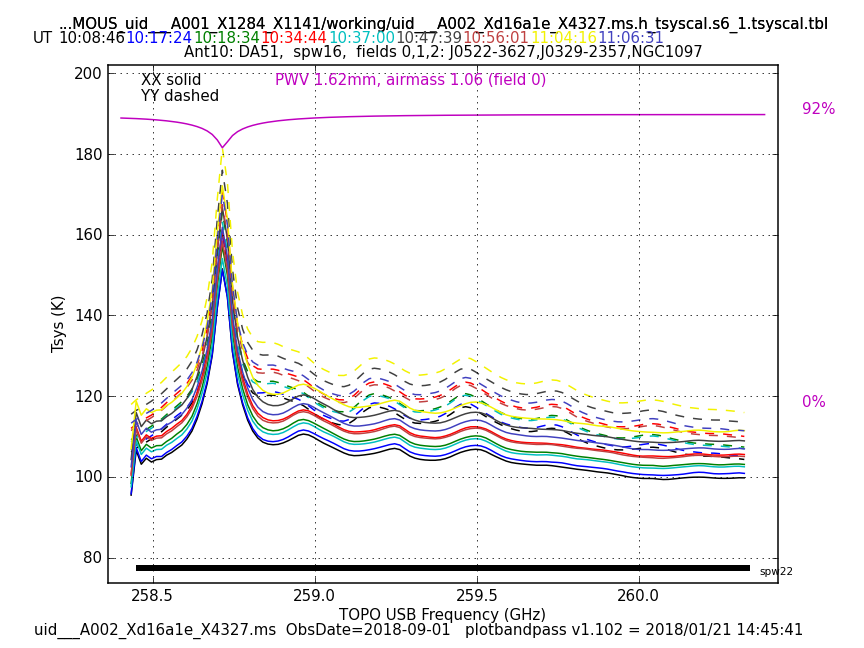 ...MOUS_uid___A001_X1284_X1141/working/uid___A002_Xd16a1e_X4327.ms.h_tsyscal.s6_1.tsyscal.tbl
UT 10:08:46 10:17:24 10:18:34 10:34:44 10:37:00 10:47:39 10:56:01 11:04:16 11:06:31
Ant10: DA51, spw16, fields 0,1,2: J0522-3627,J0329-2357,NGC1097
XX solid
PWV 1.62mm, airmass 1.06 (field 0)
YY dashed
92%
0%
200
180
160
140
120
100
80
Tsys (K)
spw22
258.5 259.0 259.5 260.0
TOPO USB Frequency (GHz)
uid___A002_Xd16a1e_X4327.ms ObsDate=2018-09-01 plotbandpass v1.102 = 2018/01/21 14:45:41